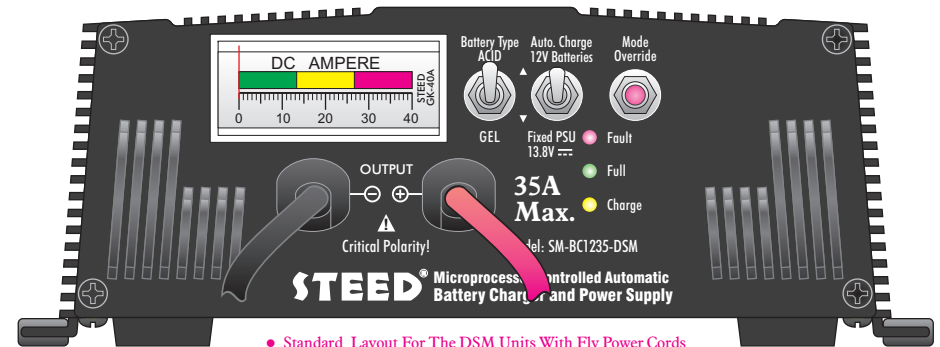 Battery Type
ACID
Auto. Charge
12V Batteries
Mode
Override
DC AMPERE
STEED
GK-40A
0 10 20 30 40
GEL
Fixed PSU
13.8V
Fault
Full
Charge
OUTPUT
35A
Max.
Critical Polarity!
del: SM-BC1235-DSM
STEED®
Microprocess ntrolled Automatic
Battery Charger and Power Supply
• Standard Layout For The DSM Units With Fly Power Cords